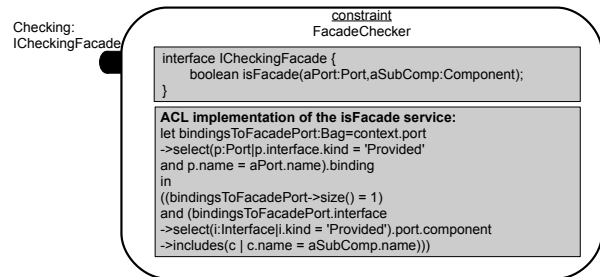 Checking:
ICheckingFacade
constraint
FacadeChecker
interface ICheckingFacade {
boolean isFacade(aPort:Port,aSubComp:Component);
}
ACL implementation of the isFacade service:
let bindingsToFacadePort:Bag=context.port
->select(p:Port|p.interface.kind = 'Provided'
and p.name = aPort.name).binding
in
((bindingsToFacadePort->size() = 1)
and (bindingsToFacadePort.interface
->select(i:Interface|i.kind = 'Provided').port.component
->includes(c | c.name = aSubComp.name)))